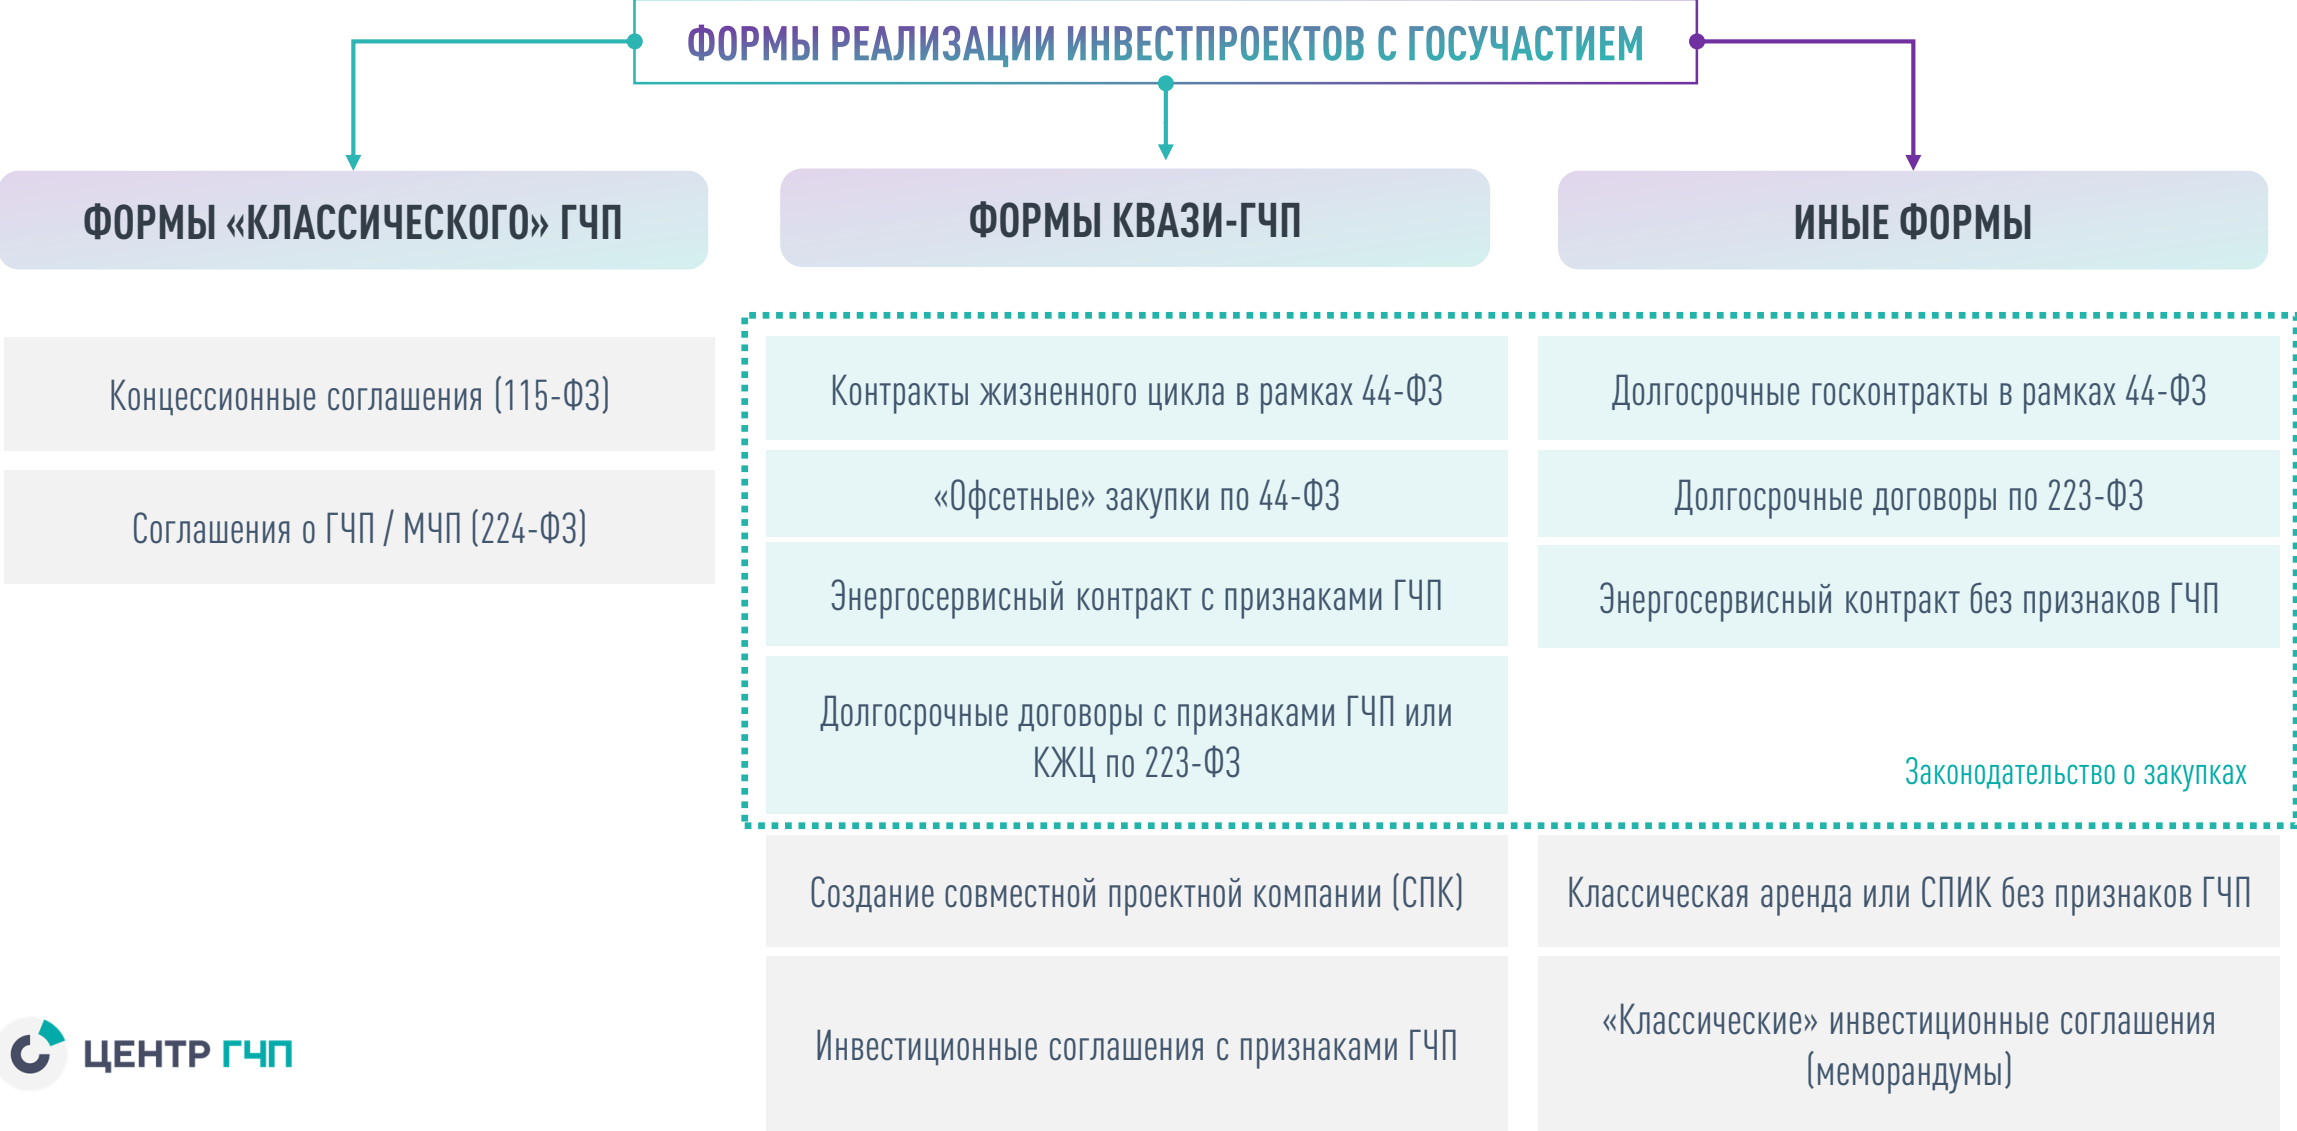 ФОРМЫ РЕАЛИЗАЦИИ ИНВЕСТПРОЕКТОВ С ГОСУЧАСТИЕМ
ФОРМЫ «КЛАССИЧЕСКОГО» ГЧП
Концессионные соглашения (115-ФЗ)
Соглашения о ГЧП / МЧП (224-ФЗ)
ФОРМЫ КВАЗИ-ГЧП
Контракты жизненного цикла в рамках 44-ФЗ
«Офсетные» закупки по 44-ФЗ
Энергосервисный контракт с признаками ГЧП
Долгосрочные договоры с признаками ГЧП или
КЖЦ по 223-ФЗ
Создание совместной проектной компании (СПК)
Инвестиционные соглашения с признаками ГЧП
ИНЫЕ ФОРМЫ
Долгосрочные госконтракты в рамках 44-ФЗ
Долгосрочные договоры по 223-ФЗ
Энергосервисный контракт без признаков ГЧП
Законодательство о закупках
Классическая аренда или СПИК без признаков ГЧП
«Классические» инвестиционные соглашения
(меморандумы)
ЦЕНТР ГЧП